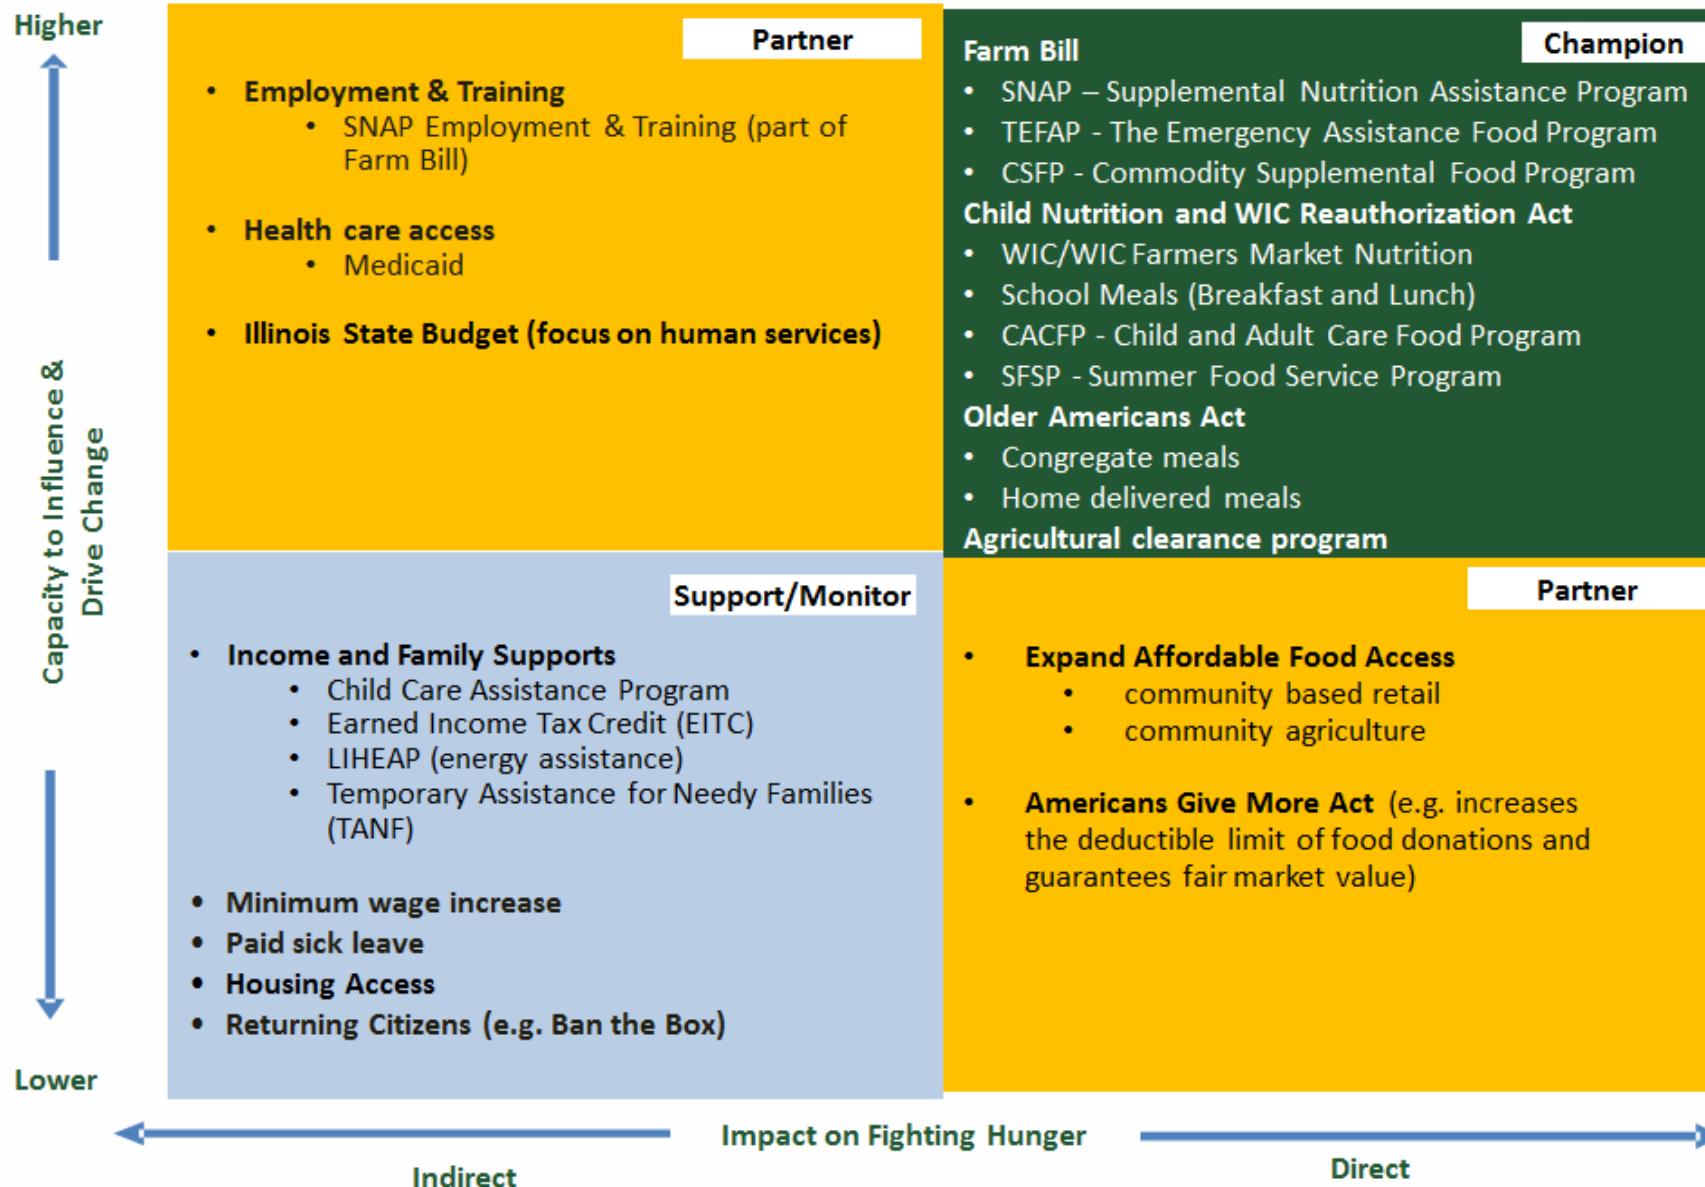 Higher
Capacity to Influence &
Drive Change
Lower
Partner
• Employment & Training
• SNAP Employment & Training (part of
Farm Bill)
• Health care access
• Medicaid
• Illinois State Budget (focus on human services)
Champion
Farm Bill
• SNAP – Supplemental Nutrition Assistance Program
• TEFAP - The Emergency Assistance Food Program
• CSFP - Commodity Supplemental Food Program
Child Nutrition and WIC Reauthorization Act
• WIC/WIC Farmers Market Nutrition
• School Meals (Breakfast and Lunch)
• CACFP - Child and Adult Care Food Program
• SFSP - Summer Food Service Program
Older Americans Act
• Congregate meals
• Home delivered meals
Agricultural clearance program
Support/Monitor
• Income and Family Supports
• Child Care Assistance Program
• Earned Income Tax Credit (EITC)
• LIHEAP (energy assistance)
• Temporary Assistance for Needy Families
(TANF)
• Minimum wage increase
• Paid sick leave
• Housing Access
• Returning Citizens (e.g. Ban the Box)
Partner
• Expand Affordable Food Access
• community based retail
• community agriculture
• Americans Give More Act (e.g. increases
the deductible limit of food donations and
guarantees fair market value)
Impact on Fighting Hunger
Indirect
Direct